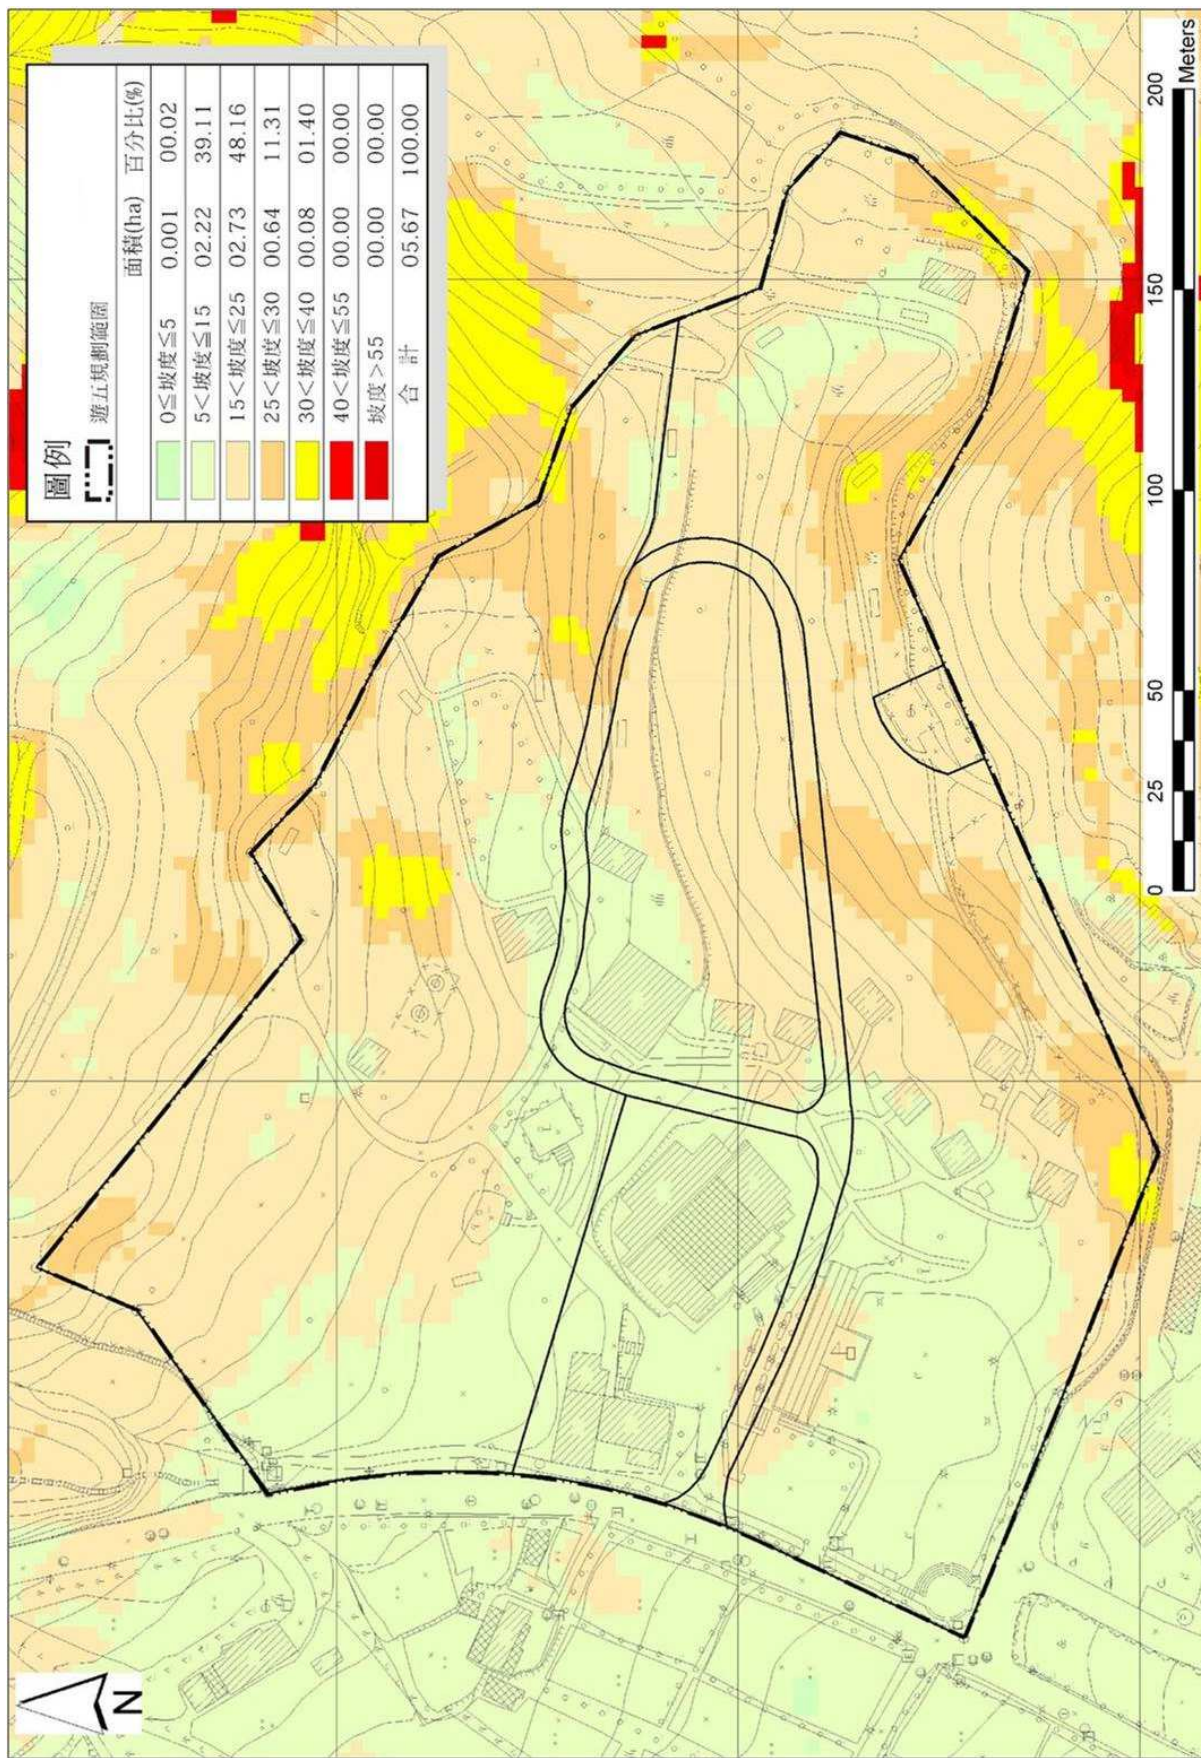 圖例
遊五規劃範圍
面積(ha) 百分比(%)
0≦坡度≦5 0.001 00.02
5<坡度≦15 02.22 39.11
15<坡度≦25 02.73 48.16
25<坡度≦30 00.64 11.31
30<坡度≦40 00.08 01.40
40<坡度≦55 00.00 00.00
坡度>55 00.00 00.00
合計 05.67 100.00
N
0 25 50 100 150 200
Meters